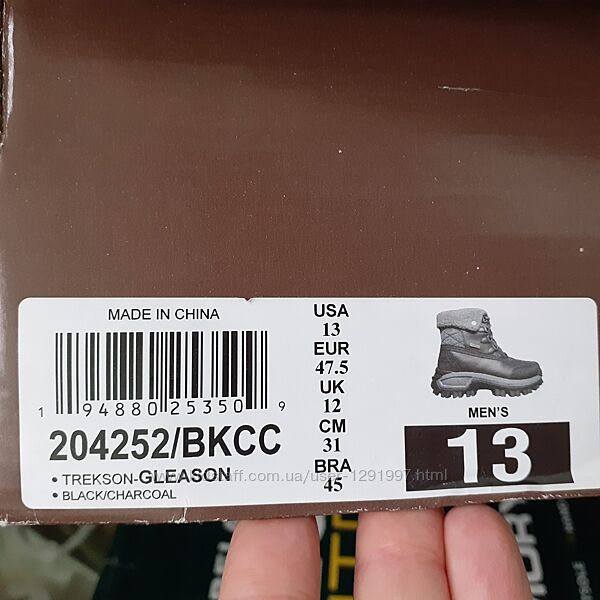 MADE IN CHINA
1 94880 25350 9
204252/BKCC
• TREKSON-GLEASON
• BLACK/CHARCOAL
USA
13
EUR
47.5
UK
12
CM
31
BRA
45
MEN'S
13